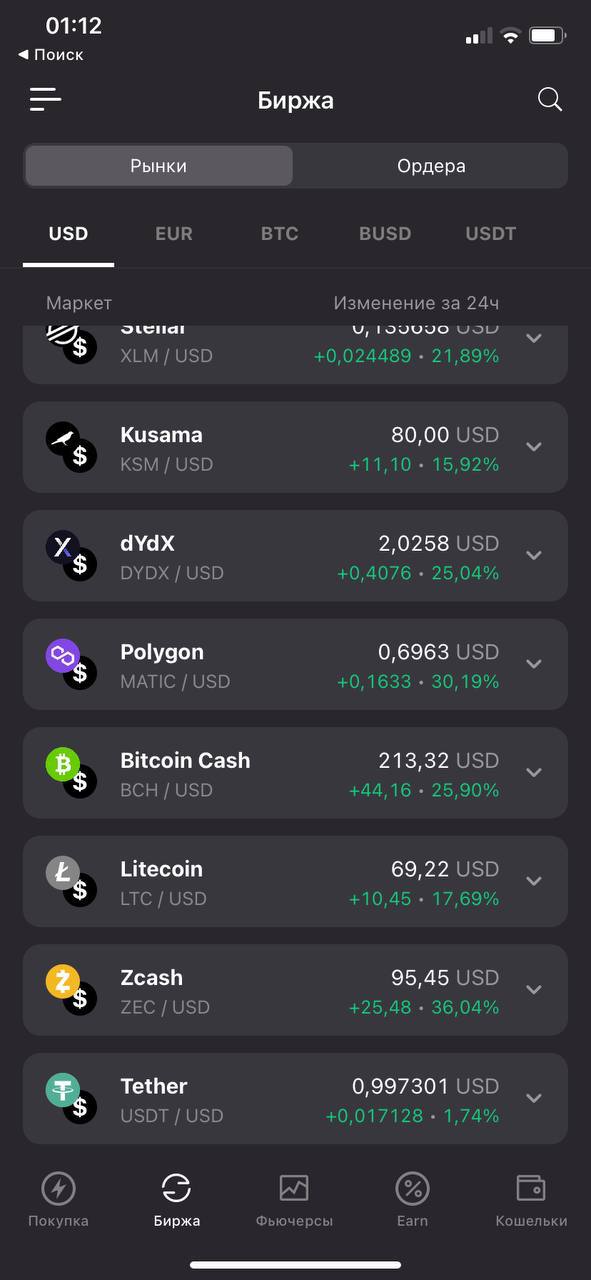 01:12
◀ Поиск
Биржа
Рынки Ордера
USD EUR BTC BUSD USDT
Маркет Изменение за 24ч
Stellar 0,135658 USD
XLM / USD +0,024489 • 21,89%
Kusama 80,00 USD
KSM / USD +11,10 • 15,92%
dYdX 2,0258 USD
DYDX / USD +0,4076 • 25,04%
Polygon 0,6963 USD
MATIC / USD +0,1633 • 30,19%
Bitcoin Cash 213,32 USD
BCH / USD +44,16 • 25,90%
Litecoin 69,22 USD
LTC / USD +10,45 • 17,69%
Zcash 95,45 USD
ZEC / USD +25,48 • 36,04%
Tether 0,997301 USD
USDT / USD +0,017128 • 1,74%
Покупка Биржа Фьючерсы Earn Кошельки